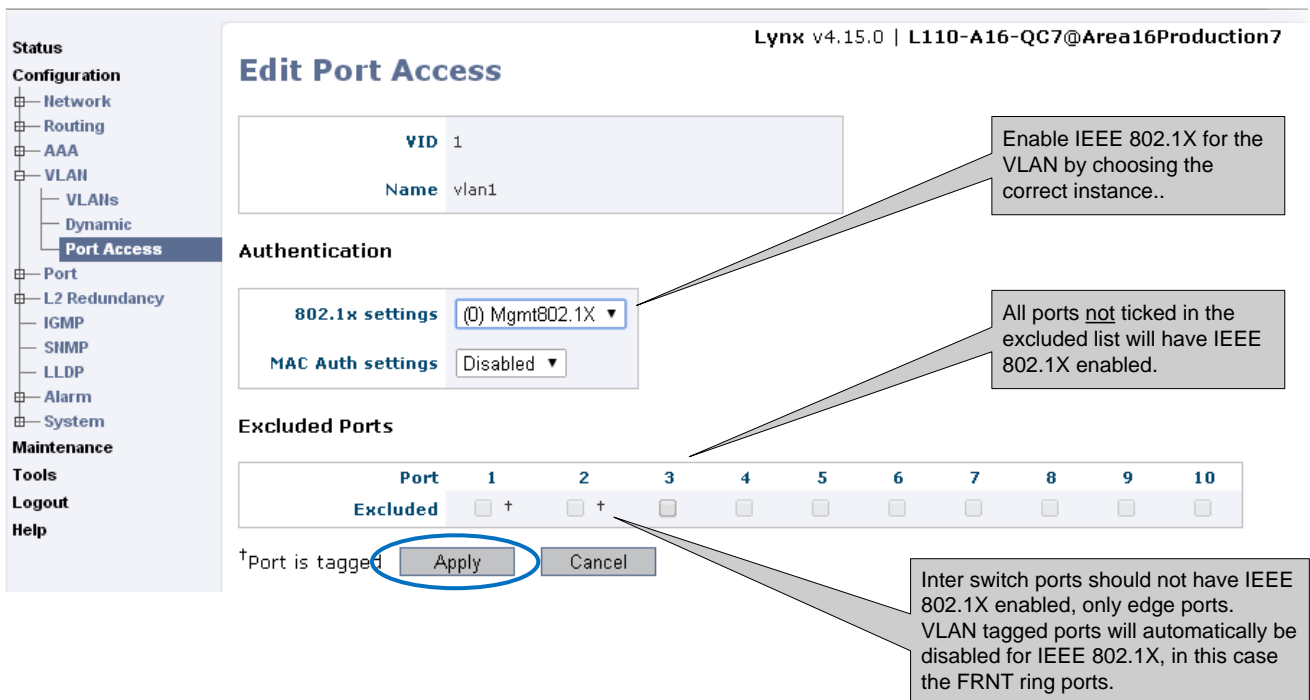 Lynx v4.15.0 | L110-A16-QC7@Area16Production7
Status
Configuration
Network
Routing
AAA
VLAN
VLANs
Dynamic
Port Access
Port
L2 Redundancy
IGMP
SNMP
LLDP
Alarm
System
Maintenance
Tools
Logout
Help
Edit Port Access
VID 1
Name vlan1
Authentication
802.1x settings (0) Mgmt802.1X
MAC Auth settings Disabled
Excluded Ports
Port 1 2 3 4 5 6 7 8 9 10
Excluded † †
†Port is tagged Apply Cancel
Enable IEEE 802.1X for the
VLAN by choosing the
correct instance..
All ports not ticked in the
excluded list will have IEEE
802.1X enabled.
Inter switch ports should not have IEEE
802.1X enabled, only edge ports.
VLAN tagged ports will automatically be
disabled for IEEE 802.1X, in this case
the FRNT ring ports.